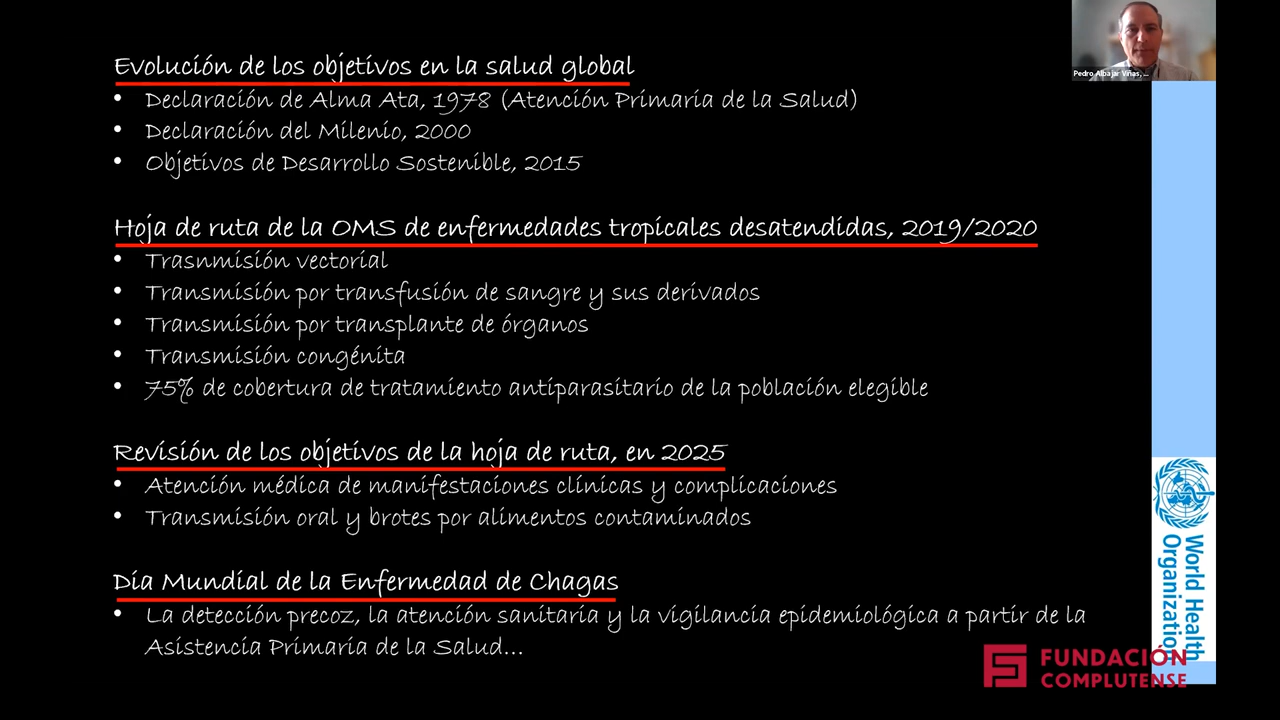 Pedro Albajar Viñas, ...
Evolución de los objetivos en la salud global
• Declaración de Alma Ata, 1978 (Atención Primaria de la Salud)
• Declaración del Milenio, 2000
• Objetivos de Desarrollo Sostenible, 2015
Hoja de ruta de la OMS de enfermedades tropicales desatendidas, 2019/2020
• Trasnmisión vectorial
• Transmisión por transfusión de sangre y sus derivados
• Transmisión por transplante de órganos
• Transmisión congénita
• 75% de cobertura de tratamiento antiparasitario de la población elegible
Revisión de los objetivos de la hoja de ruta, en 2025
• Atención médica de manifestaciones clínicas y complicaciones
• Transmisión oral y brotes por alimentos contaminados
Día Mundial de la Enfermedad de Chagas
• La detección precoz, la atención sanitaria y la vigilancia epidemiológica a partir de la
Asistencia Primaria de la Salud...
World Health
Organization
FUNDACIÓN
COMPLUTENSE